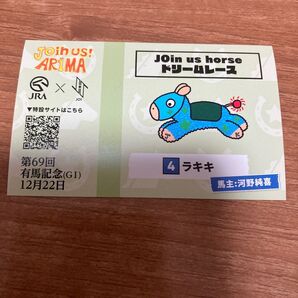 JOin us!
ARIMA
JRA × JO1
▼特設サイトはこちら
第69回
有馬記念(GI)
12月22日
JOin us horse
ドリームレース
4 ラキキ
馬主:河野純喜